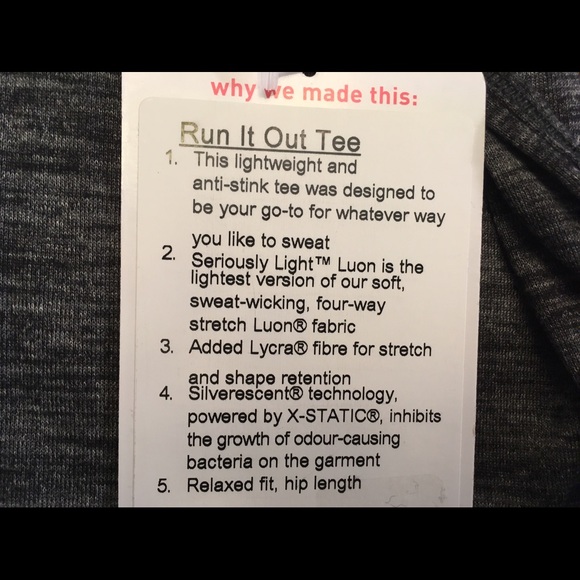 why we made this:
Run It Out Tee
1. This lightweight and
anti-stink tee was designed to
be your go-to for whatever way
you like to sweat
2. Seriously Light™ Luon is the
lightest version of our soft,
sweat-wicking, four-way
stretch Luon® fabric
3. Added Lycra® fibre for stretch
and shape retention
4. Silverescent® technology,
powered by X-STATIC®, inhibits
the growth of odour-causing
bacteria on the garment
5. Relaxed fit, hip length